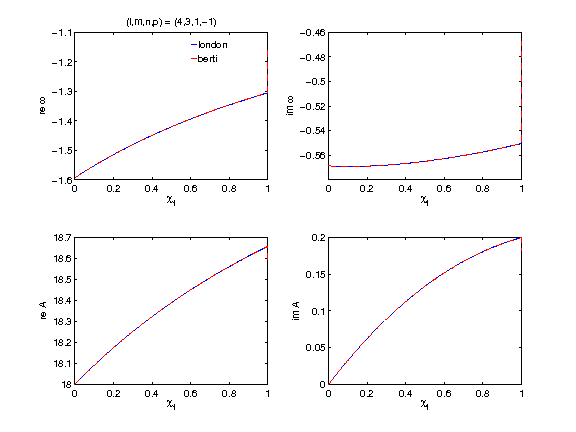 (l,m,n,p) = (4,3,1,−1)
−1.1
−1.2
−1.3
−1.4
−1.5
−1.6
re ω
0 0.2 0.4 0.6 0.8 1
χf
london
berti
−0.46
−0.48
−0.5
−0.52
−0.54
−0.56
im ω
0 0.2 0.4 0.6 0.8 1
χf
18.7
18.6
18.5
18.4
18.3
18.2
18.1
18
re A
0 0.2 0.4 0.6 0.8 1
χf
0.2
0.15
0.1
0.05
0
im A
0 0.2 0.4 0.6 0.8 1
χf